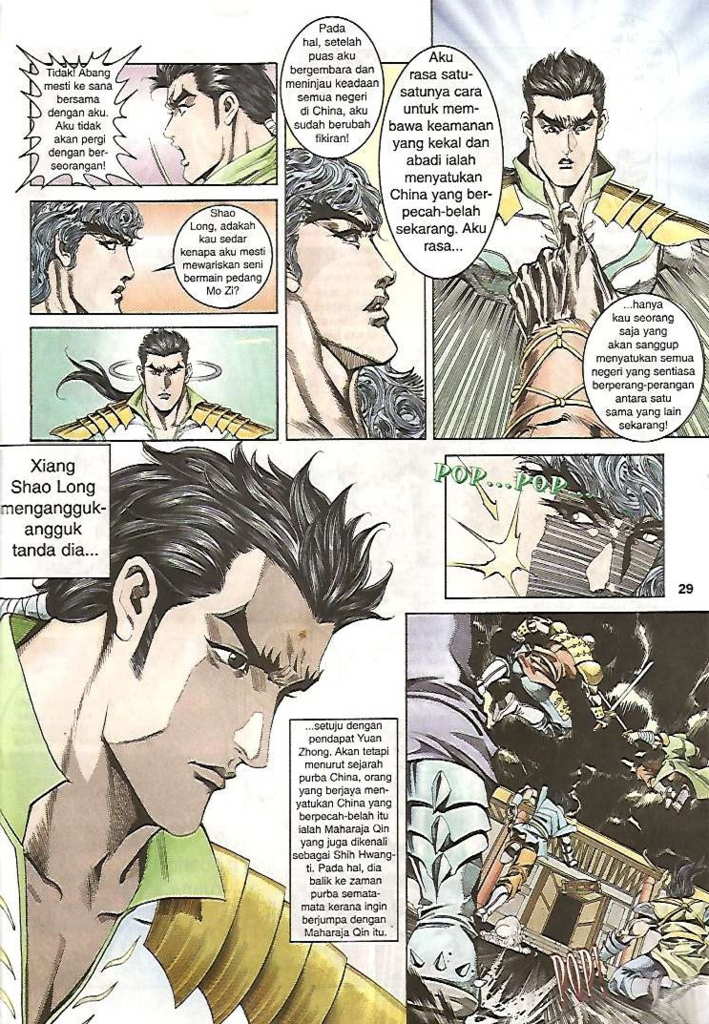 Tidak! Abang
mesti ke sana
bersama
dengan aku.
Aku tidak
akan pergi
dengan ber-
seorangan!
Shao
Long, adakah
kau sedar
kenapa aku mesti
mewariskan seni
bermain pedang
Mo Zi?
Pada
hal, setelah
puas aku
bergembara dan
meninjau keadaan
semua negeri
di China, aku
sudah berubah
fikiran!
Aku
rasa satu-
satunya cara
untuk mem-
bawa keamanan
yang kekal dan
abadi ialah
menyatukan
China yang ber-
pecah-belah
sekarang. Aku
rasa...
...hanya
kau seorang
saja yang
akan sanggup
menyatukan semua
negeri yang sentiasa
berperang-perangan
antara satu
sama yang lain
sekarang!
Xiang
Shao Long
mengangguk-
angguk
tanda dia...
POP...POP...
29
...setuju dengan
pendapat Yuan
Zhong. Akan tetapi
menurut sejarah
purba China, orang
yang berjaya meny-
atukan China yang
berpecah-belah itu
ialah Maharaja Qin
yang juga dikenali
sebagai Shih Hwang-
ti. Pada hal, dia
balik ke zaman
purba semata-
mata kerana ingin
berjumpa dengan
Maharaja Qin itu.
POP!